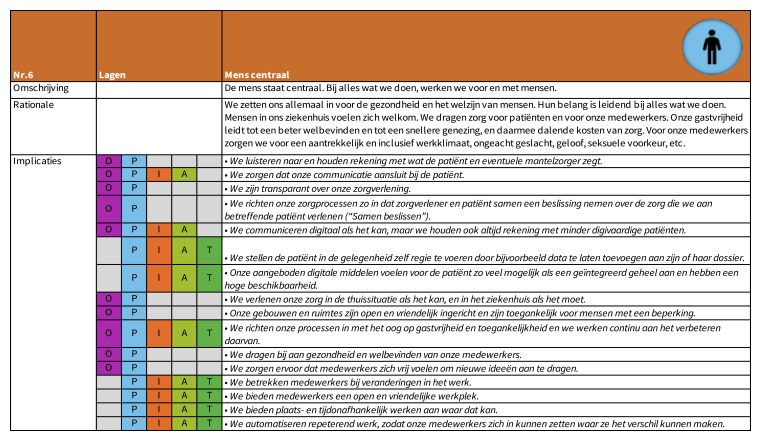 Nr.6 Lagen Mens centraal
Omschrijving De mens staat centraal. Bij alles wat we doen, werken we voor en met mensen.
Rationale We zetten ons allemaal in voor de gezondheid en het welzijn van mensen. Hun belang is leidend bij alles wat we doen.
Mensen in ons ziekenhuis voelen zich welkom. We dragen zorg voor patiënten en voor onze medewerkers. Onze gastvrijheid
leidt tot een beter welbevinden en tot een snellere genezing, en daarmee dalende kosten van zorg. Voor onze medewerkers
zorgen we voor een aantrekkelijk en inclusief werkklimaat, ongeacht geslacht, geloof, seksuele voorkeur, etc.
Implicaties O P • We luisteren naar en houden rekening met wat de patiënt en eventuele mantelzorger zegt.
O P I A • We zorgen dat onze communicatie aansluit bij de patiënt.
O P • We zijn transparant over onze zorgverlening.
O P • We richten onze zorgprocessen zo in dat zorgverlener en patiënt samen een beslissing nemen over de zorg die we aan
betreffende patiënt verlenen (“Samen beslissen”).
O P I A • We communiceren digitaal als het kan, maar we houden ook altijd rekening met minder digivaardige patiënten.
P I A T • We stellen de patiënt in de gelegenheid zelf regie te voeren door bijvoorbeeld data te laten toevoegen aan zijn of haar dossier.
P I A T • Onze aangeboden digitale middelen voelen voor de patiënt zo veel mogelijk als een geïntegreerd geheel aan en hebben een
hoge beschikbaarheid.
O P • We verlenen onze zorg in de thuissituatie als het kan, en in het ziekenhuis als het moet.
O P • Onze gebouwen en ruimtes zijn open en vriendelijk ingericht en zijn toegankelijk voor mensen met een beperking.
O P I A T • We richten onze processen in met het oog op gastvrijheid en toegankelijkheid en we werken continu aan het verbeteren
daarvan.
O P • We dragen bij aan gezondheid en welbevinden van onze medewerkers.
O P • We zorgen ervoor dat medewerkers zich vrij voelen om nieuwe ideeën aan te dragen.
P I A T • We betrekken medewerkers bij veranderingen in het werk.
P I A T • We bieden medewerkers een open en vriendelijke werkplek.
P I A T • We bieden plaats- en tijdonafhankelijk werken aan waar dat kan.
P I A T • We automatiseren repeterend werk, zodat onze medewerkers zich in kunnen zetten waar ze het verschil kunnen maken.